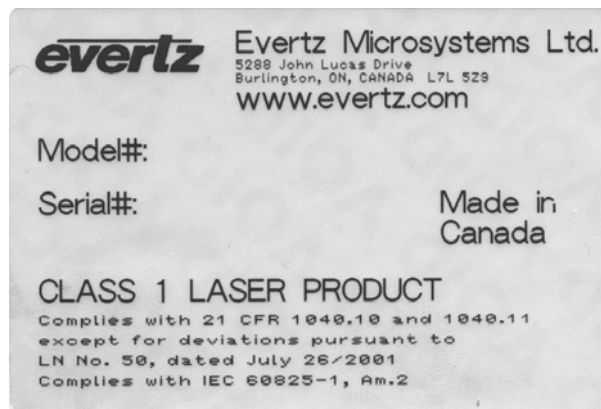 evertz
Evertz Microsystems Ltd.
5288 John Lucas Drive
Burlington, ON, CANADA L7L 5Z9
www.evertz.com
Model#:
Serial#:
Made in
Canada
CLASS 1 LASER PRODUCT
Complies with 21 CFR 1040.10 and 1040.11
except for deviations pursuant to
LN No. 50, dated July 26/2001
Complies with IEC 60825-1, Am.2